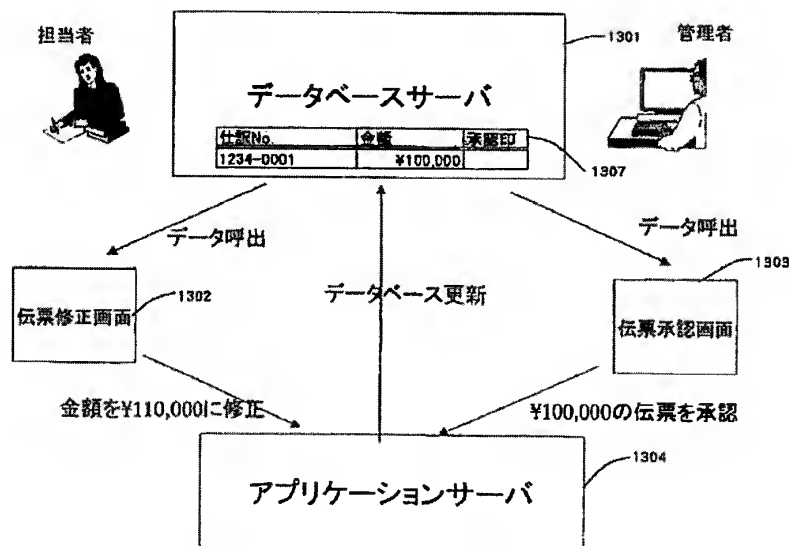 担当者
1301
管理者
データベースサーバ
仕訳No. 金額 承認印
1234-0001 ¥100,000
1307
データ呼出
データ呼出
1302
1303
データベース更新
伝票修正画面
伝票承認画面
金額を¥110,000に修正
¥100,000の伝票を承認
1304
アプリケーションサーバ